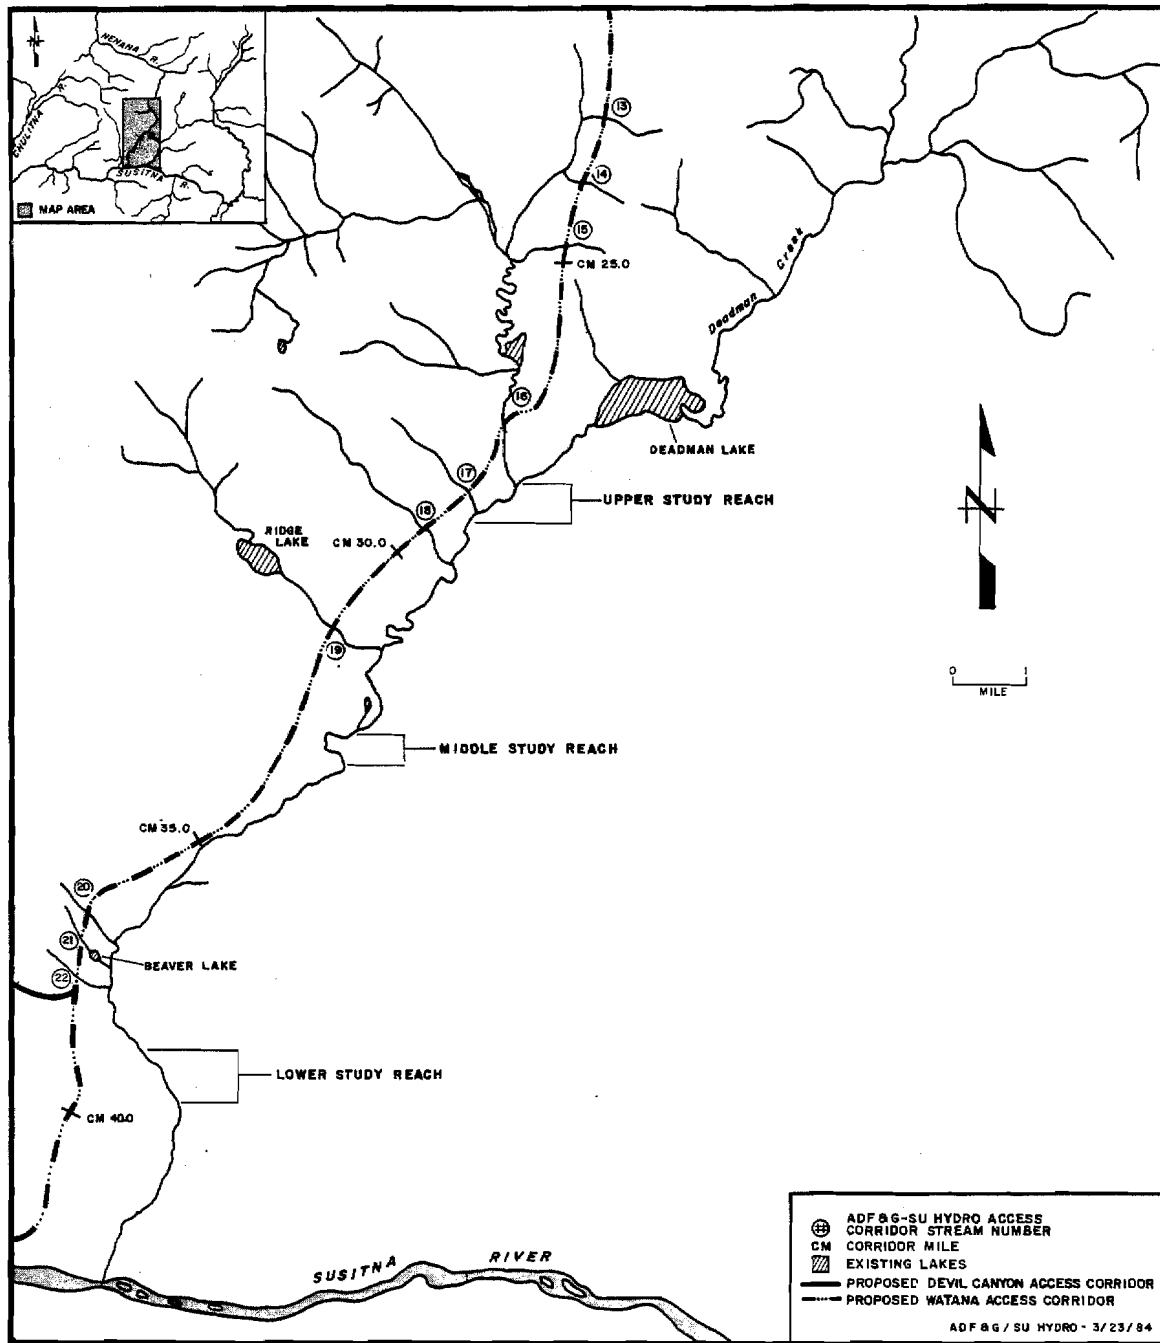 N
NENANA R.
CHULITNA R.
SUSITNA R.
MAP AREA
13
14
15
CM 25.0
Deadman Creek
16
DEADMAN LAKE
17
UPPER STUDY REACH
18
RIDGE
LAKE
CM 30.0
N
19
0 1
MILE
MIDDLE STUDY REACH
CM 35.0
20
21
BEAVER LAKE
22
LOWER STUDY REACH
CM 40.0
SUSITNA RIVER
ADF&G-SU HYDRO ACCESS
CORRIDOR STREAM NUMBER
CM CORRIDOR MILE
EXISTING LAKES
PROPOSED DEVIL CANYON ACCESS CORRIDOR
PROPOSED WATANA ACCESS CORRIDOR
ADF&G / SU HYDRO - 3/23/84